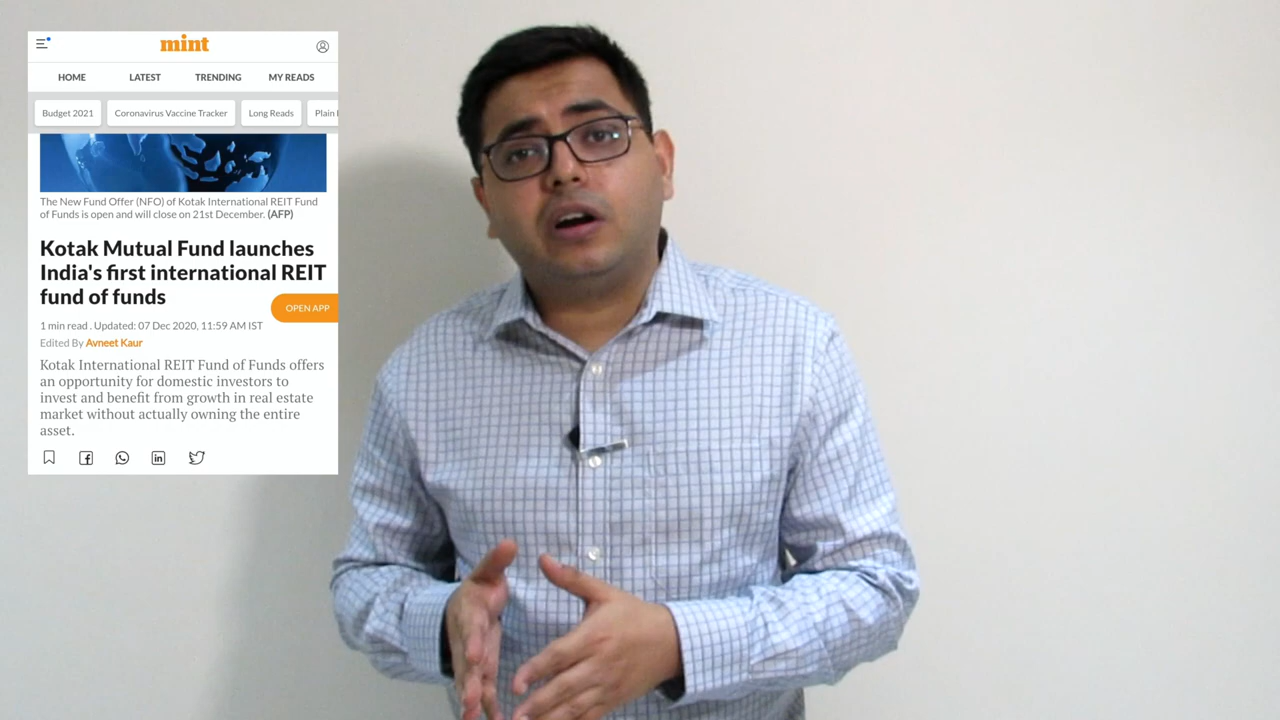 mint
HOME LATEST TRENDING MY READS
Budget 2021 Coronavirus Vaccine Tracker Long Reads Plain
The New Fund Offer (NFO) of Kotak International REIT Fund
of Funds is open and will close on 21st December. (AFP)
Kotak Mutual Fund launches
India's first international REIT
fund of funds
OPEN APP
1 min read . Updated: 07 Dec 2020, 11:59 AM IST
Edited By Avneet Kaur
Kotak International REIT Fund of Funds offers
an opportunity for domestic investors to
invest and benefit from growth in real estate
market without actually owning the entire
asset.